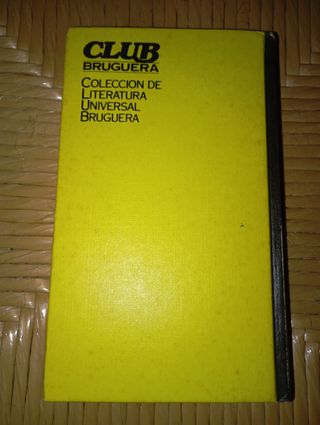 CLUB
BRUGUERA
COLECCION DE
LITERATURA
UNIVERSAL
BRUGUERA